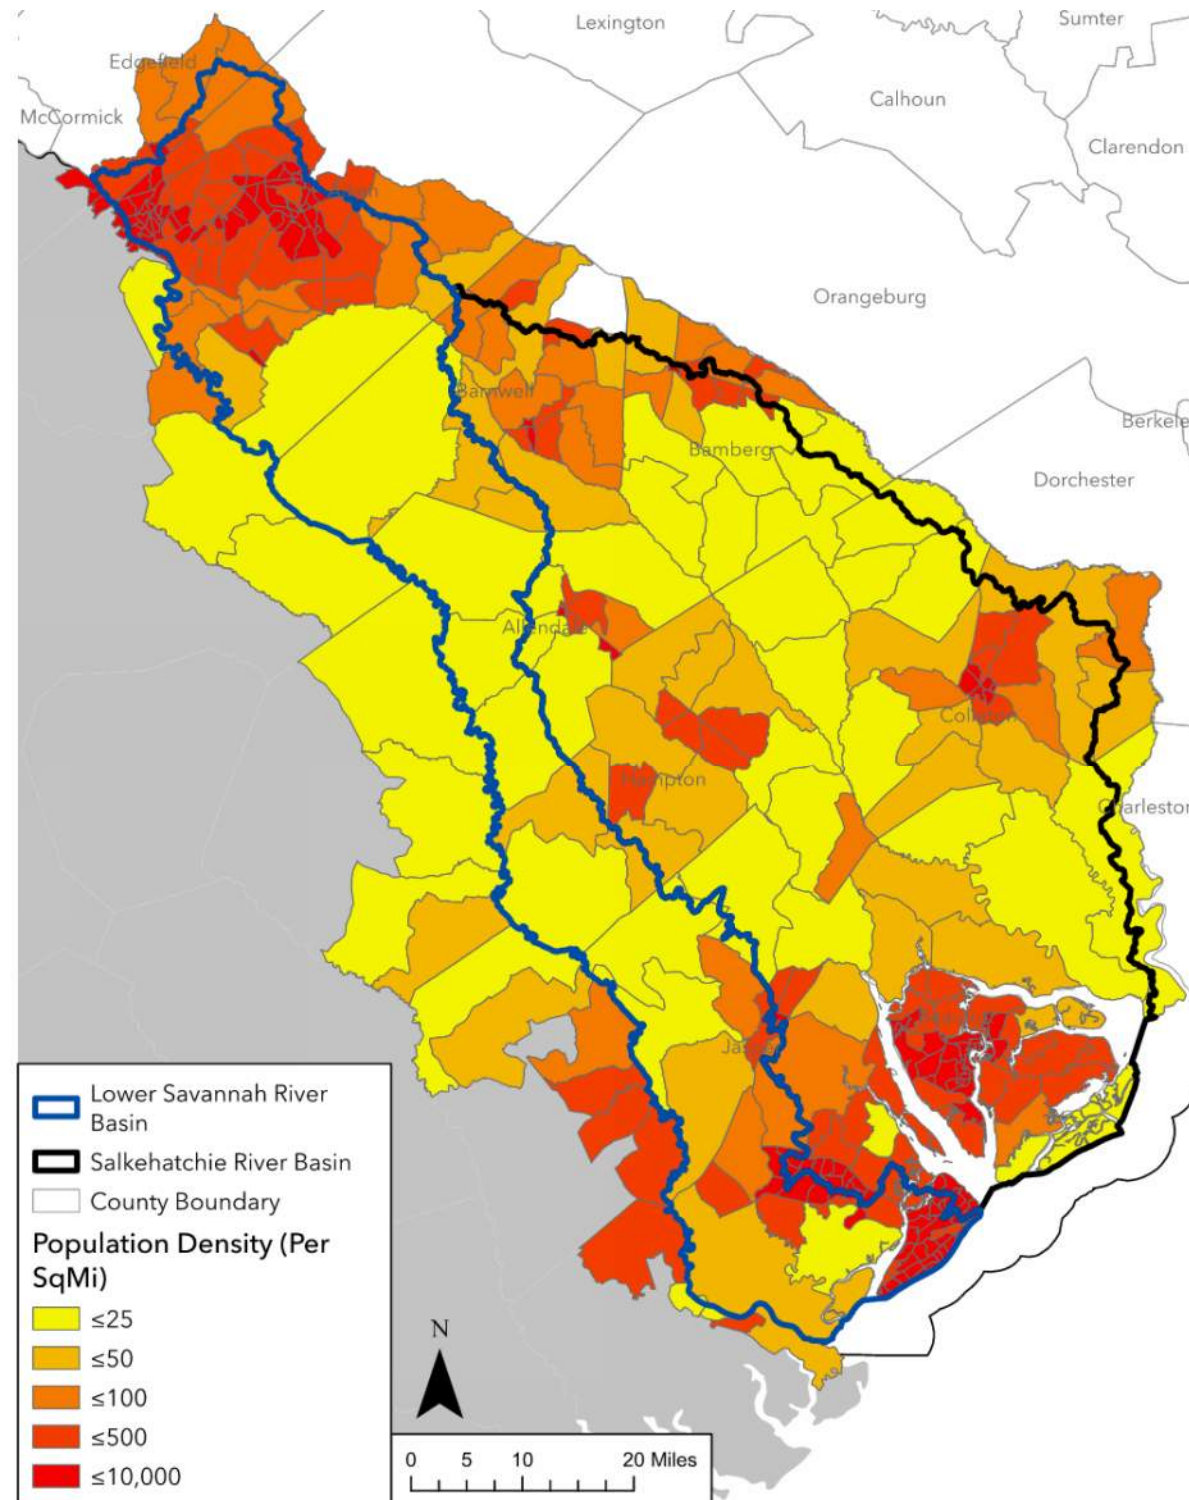 Lexington
Sumter
Edgefield
McCormick
Calhoun
Clarendon
Orangeburg
Barnwell
Berkele
Bamberg
Dorchester
Allendale
Colleton
Hampton
Charleston
Jasper
Lower Savannah River
Basin
Salkehatchie River Basin
County Boundary
Population Density (Per
SqMi)
≤25
≤50
≤100
≤500
≤10,000
N
0 5 10 20 Miles